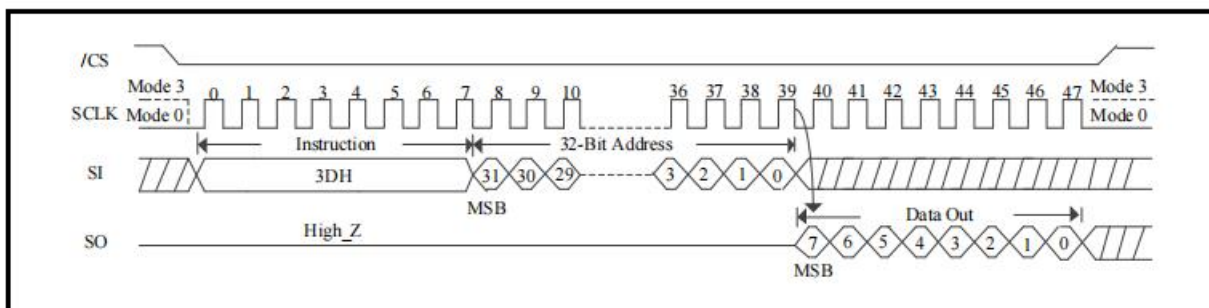 /CS
Mode 3
0 1 2 3 4 5 6 7 8 9 10 36 37 38 39 40 41 42 43 44 45 46 47
Mode 3
SCLK
Mode 0
Mode 0
Instruction
32-Bit Address
SI
3DH
31 30 29 3 2 1 0
MSB
Data Out
SO
High_Z
7 6 5 4 3 2 1 0
MSB